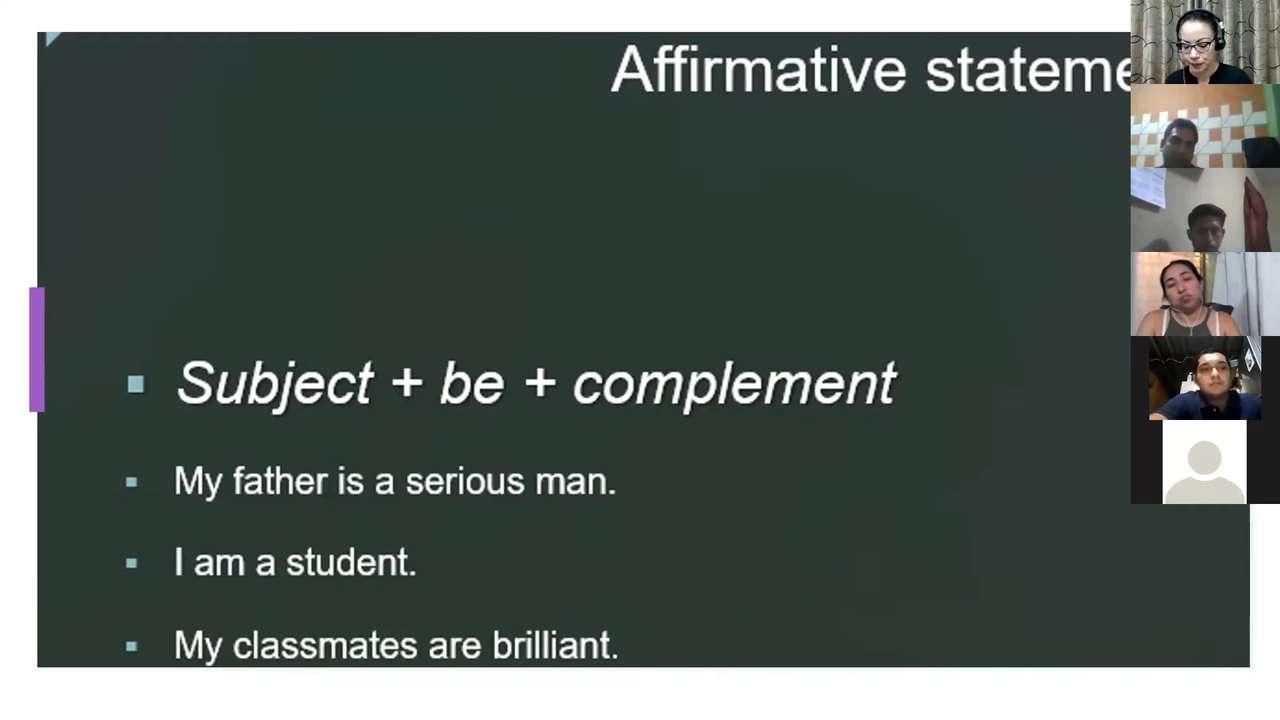 Affirmative stateme
Subject + be + complement
My father is a serious man.
I am a student.
My classmates are brilliant.